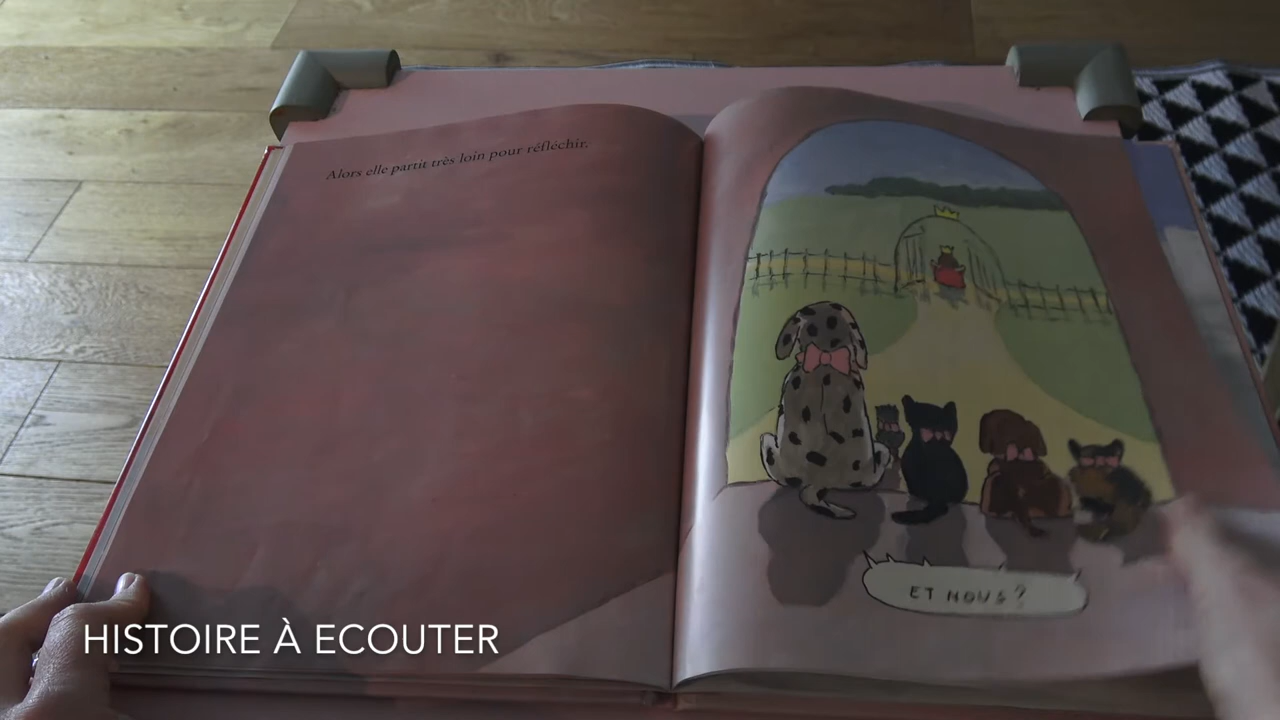 Alors elle partit très loin pour réfléchir.
ET NOUS?
HISTOIRE À ECOUTER